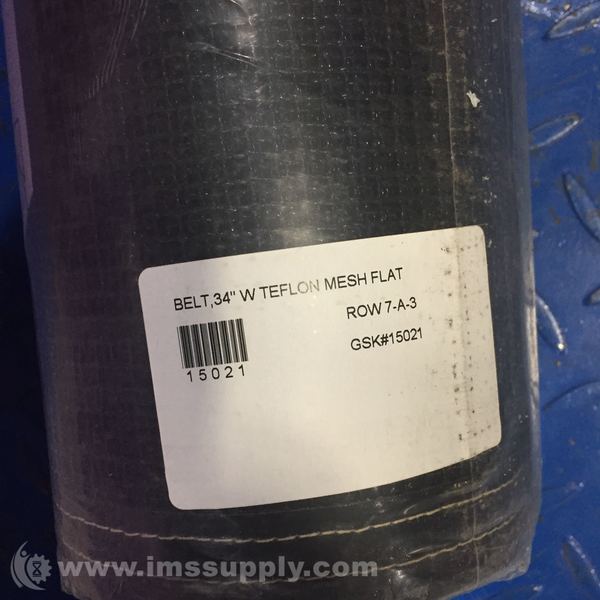 BELT,34" W TEFLON MESH FLAT
ROW 7-A-3
GSK#15021
15021
www.imssupply.com